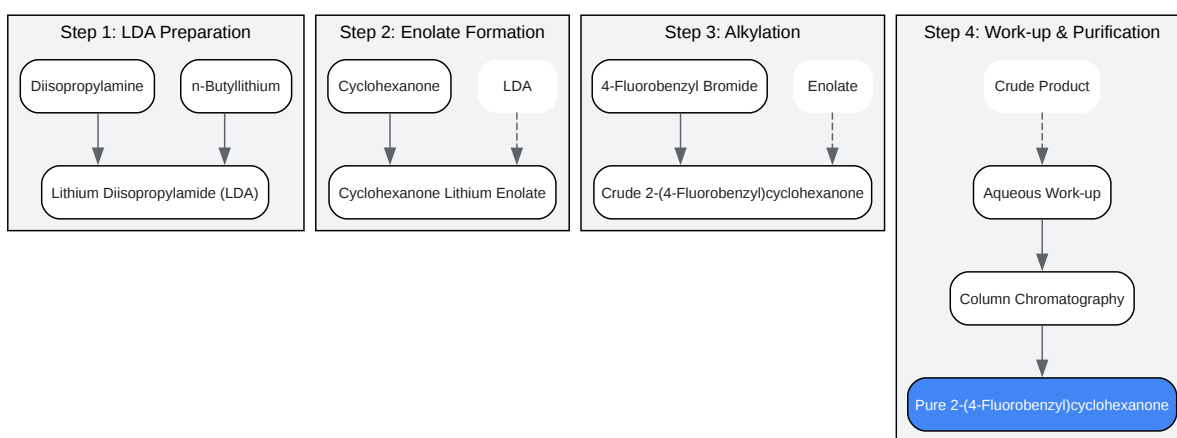 Step 1: LDA Preparation
Diisopropylamine
n-Butyllithium
Lithium Diisopropylamide (LDA)
Step 2: Enolate Formation
Cyclohexanone
LDA
Cyclohexanone Lithium Enolate
Step 3: Alkylation
4-Fluorobenzyl Bromide
Enolate
Crude 2-(4-Fluorobenzyl)cyclohexanone
Step 4: Work-up & Purification
Crude Product
Aqueous Work-up
Column Chromatography
Pure 2-(4-Fluorobenzyl)cyclohexanone